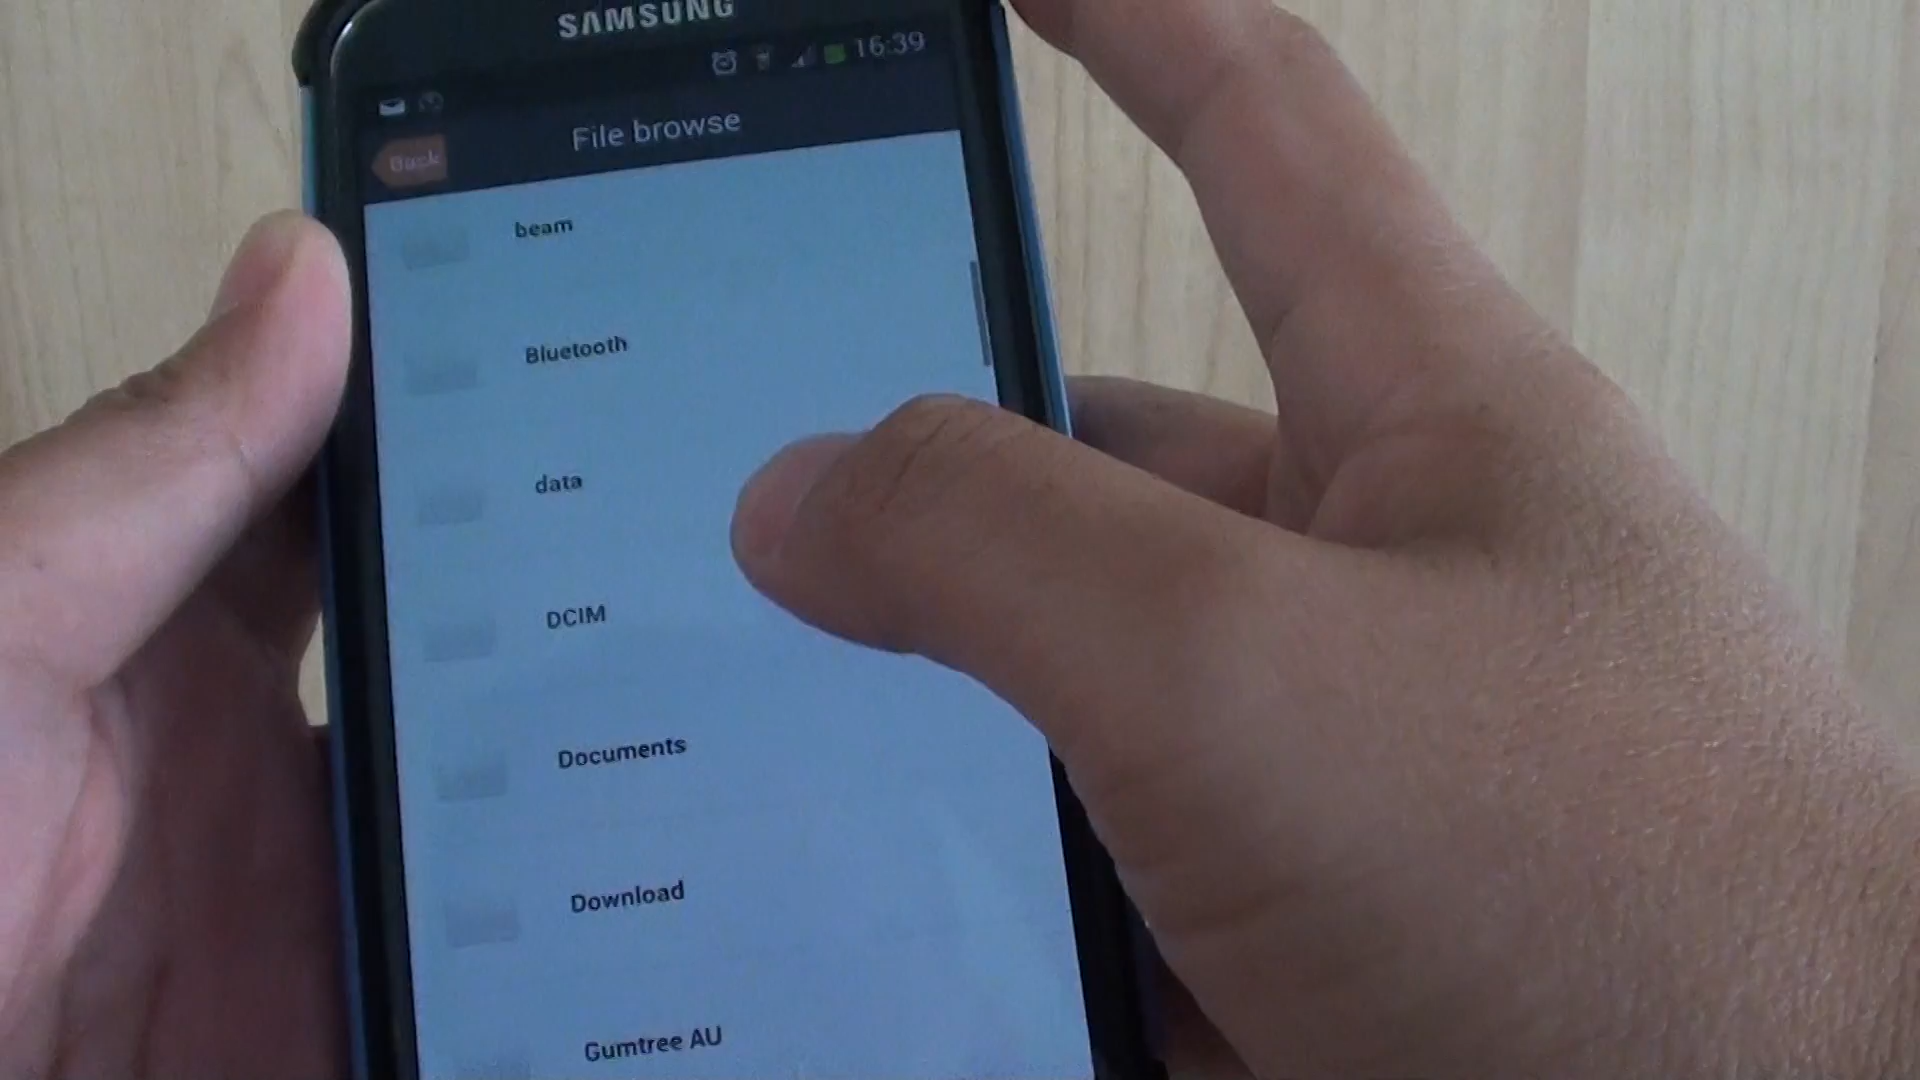 SAMSUNG
16:39
File browse
Back
beam
Bluetooth
data
DCIM
Documents
Download
Gumtree AU